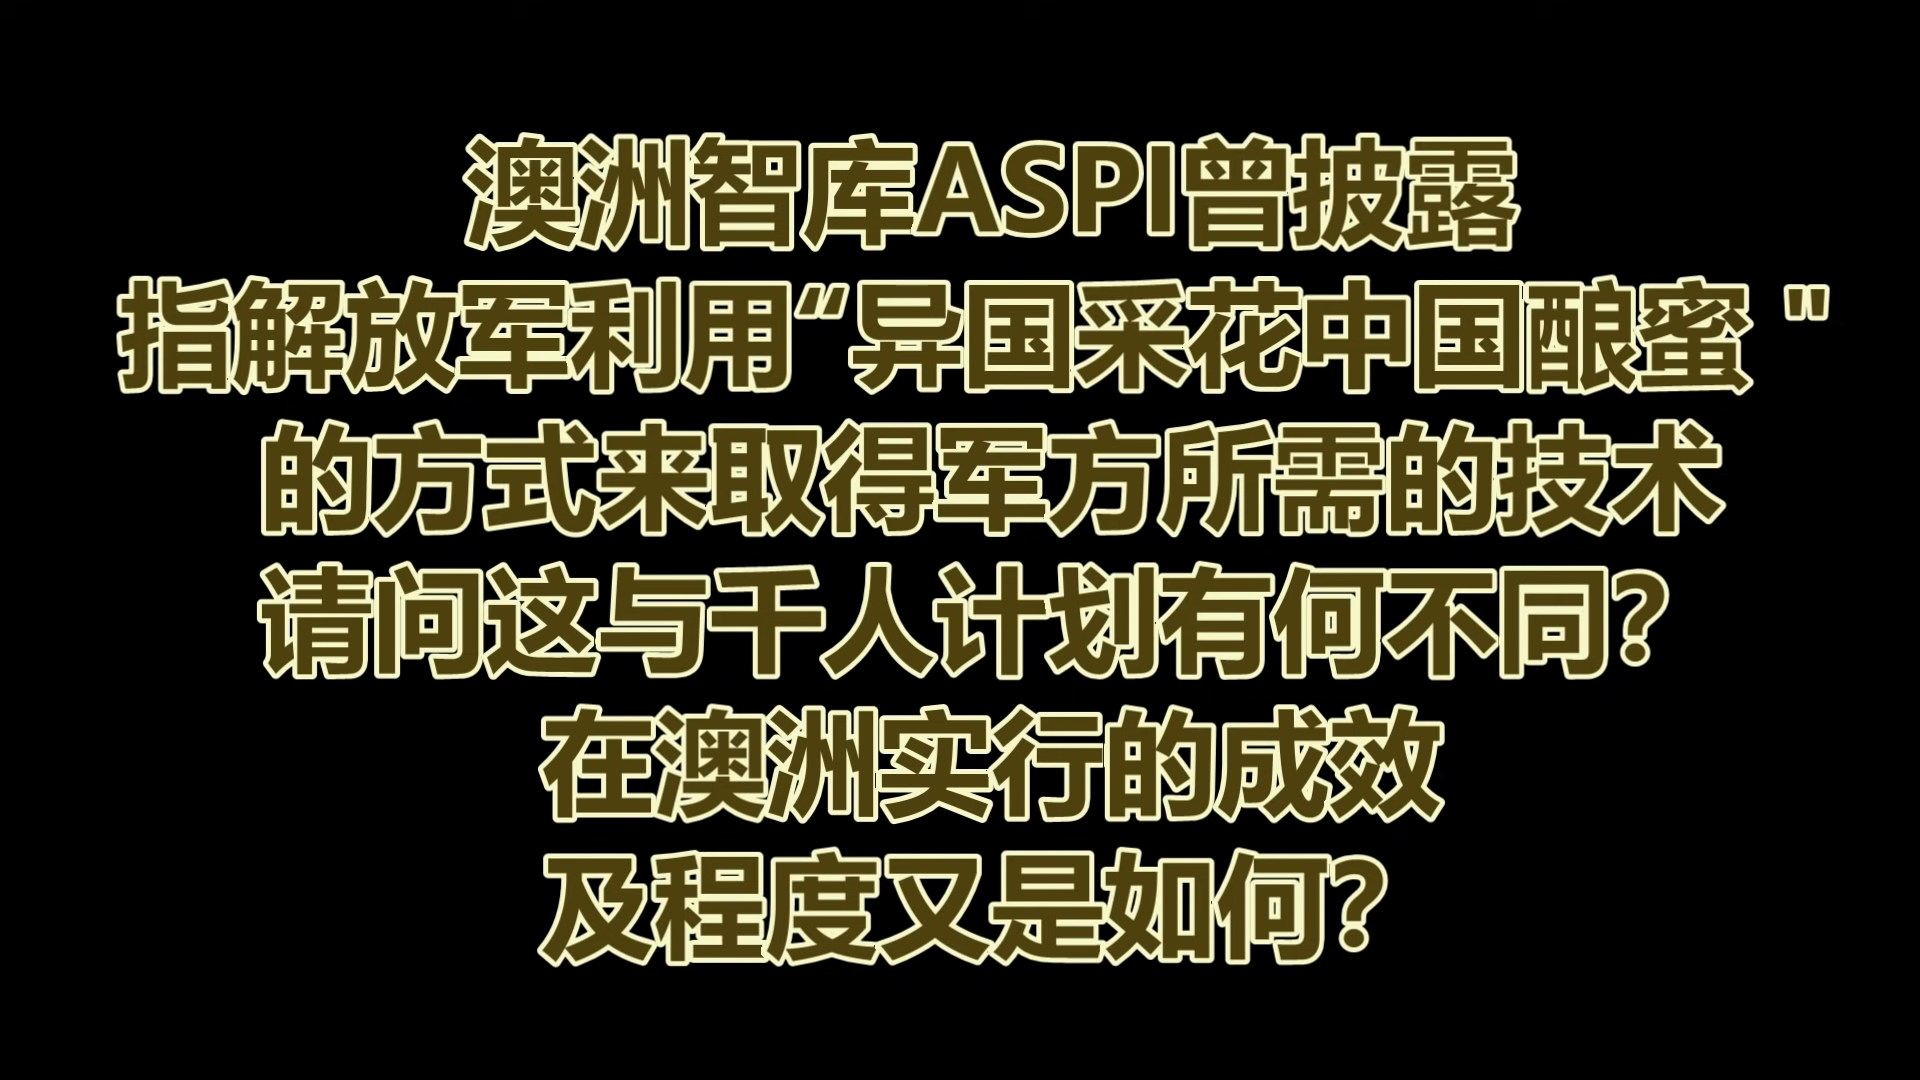 澳洲智库ASPI曾披露
指解放军利用“异国采花中国酿蜜 "
的方式来取得军方所需的技术
请问这与千人计划有何不同?
在澳洲实行的成效
及程度又是如何?